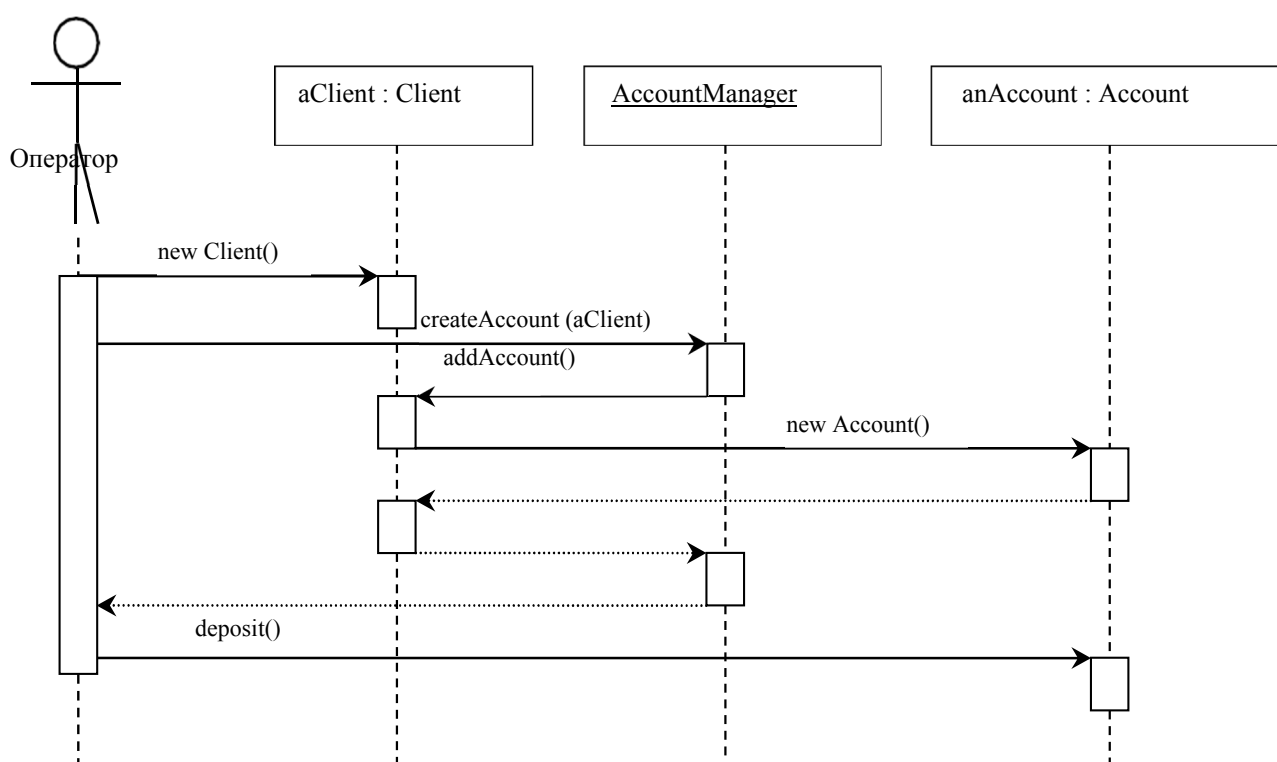 aClient : Client
AccountManager
anAccount : Account
Оператор
new Client()
createAccount (aClient)
addAccount()
new Account()
deposit()